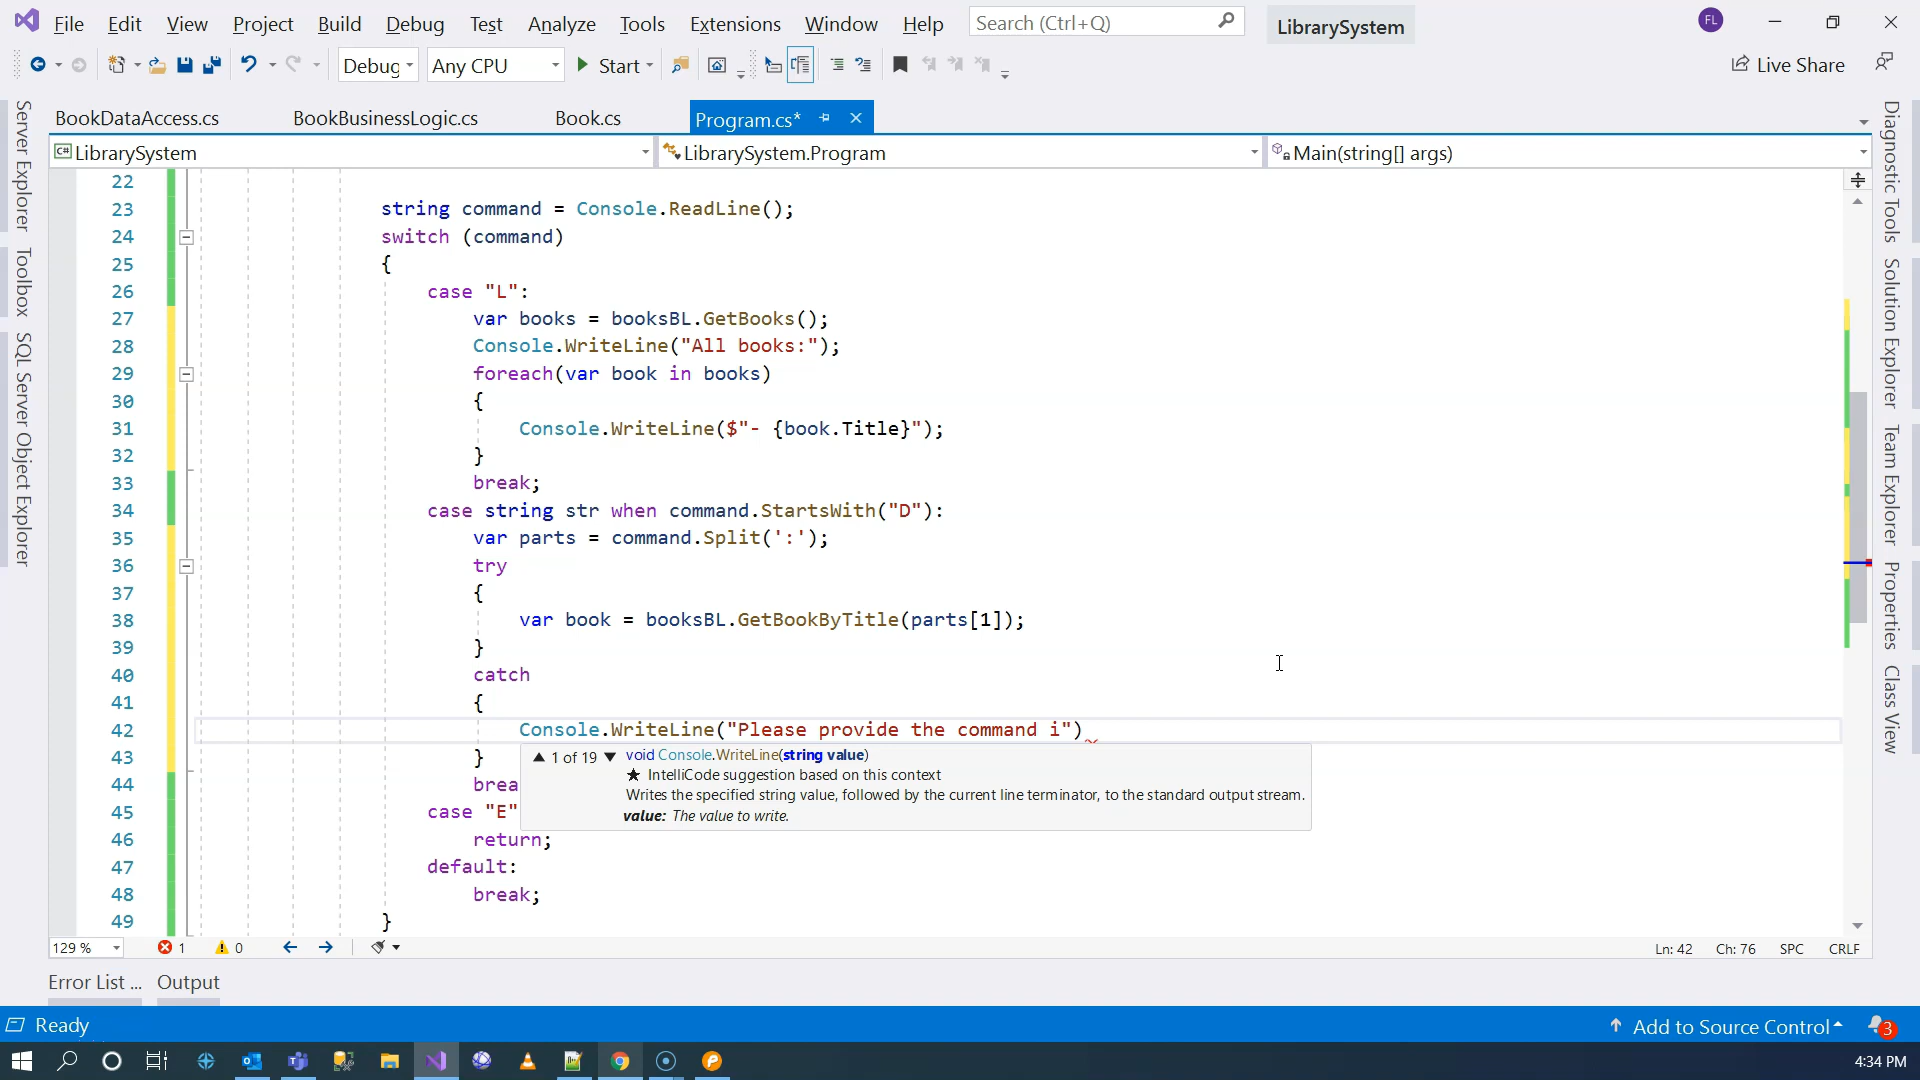 File Edit View Project Build Debug Test Analyze Tools Extensions Window Help Search (Ctrl+Q) LibrarySystem FL
Debug Any CPU Start Live Share
BookDataAccess.cs BookBusinessLogic.cs Book.cs Program.cs*
C# LibrarySystem LibrarySystem.Program Main(string[] args)
Server Explorer
Toolbox
SQL Server Object Explorer
22
23 string command = Console.ReadLine();
24 switch (command)
25 {
26 case "L":
27 var books = booksBL.GetBooks();
28 Console.WriteLine("All books:");
29 foreach(var book in books)
30 {
31 Console.WriteLine($"- {book.Title}");
32 }
33 break;
34 case string str when command.StartsWith("D"):
35 var parts = command.Split(':');
36 try
37 {
38 var book = booksBL.GetBookByTitle(parts[1]);
39 }
40 catch
41 {
42 Console.WriteLine("Please provide the command i")
43 }
44 brea
45 case "E"
46 return;
47 default:
48 break;
49 }
1 of 19 void Console.WriteLine(string value)
★ IntelliCode suggestion based on this context
Writes the specified string value, followed by the current line terminator, to the standard output stream.
value: The value to write.
Diagnostic Tools
Solution Explorer
Team Explorer
Properties
Class View
129 % 1 0 Ln: 42 Ch: 76 SPC CRLF
Error List ... Output
Ready Add to Source Control 3
4:34 PM